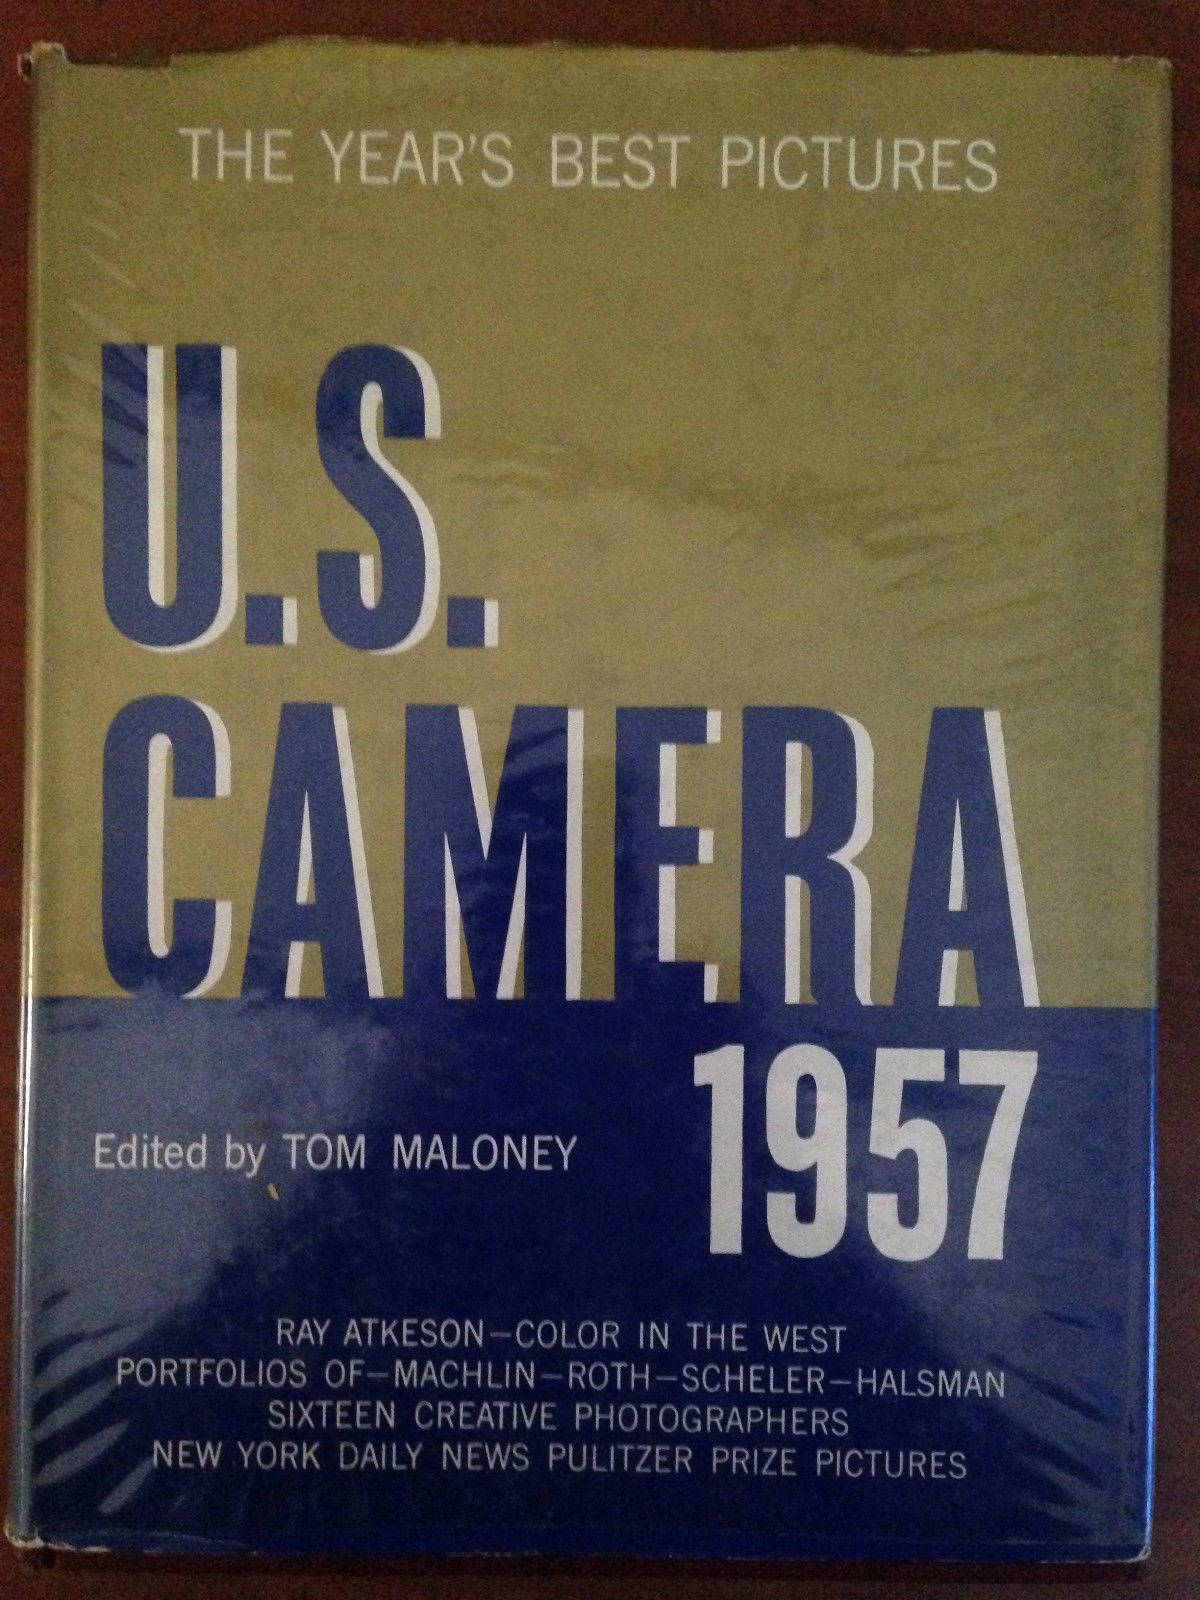 THE YEAR'S BEST PICTURES
U.S.
CAMERA
1957
Edited by TOM MALONEY
RAY ATKESON—COLOR IN THE WEST
PORTFOLIOS OF—MACHLIN—ROTH—SCHELER—HALSMAN
SIXTEEN CREATIVE PHOTOGRAPHERS
NEW YORK DAILY NEWS PULITZER PRIZE PICTURES